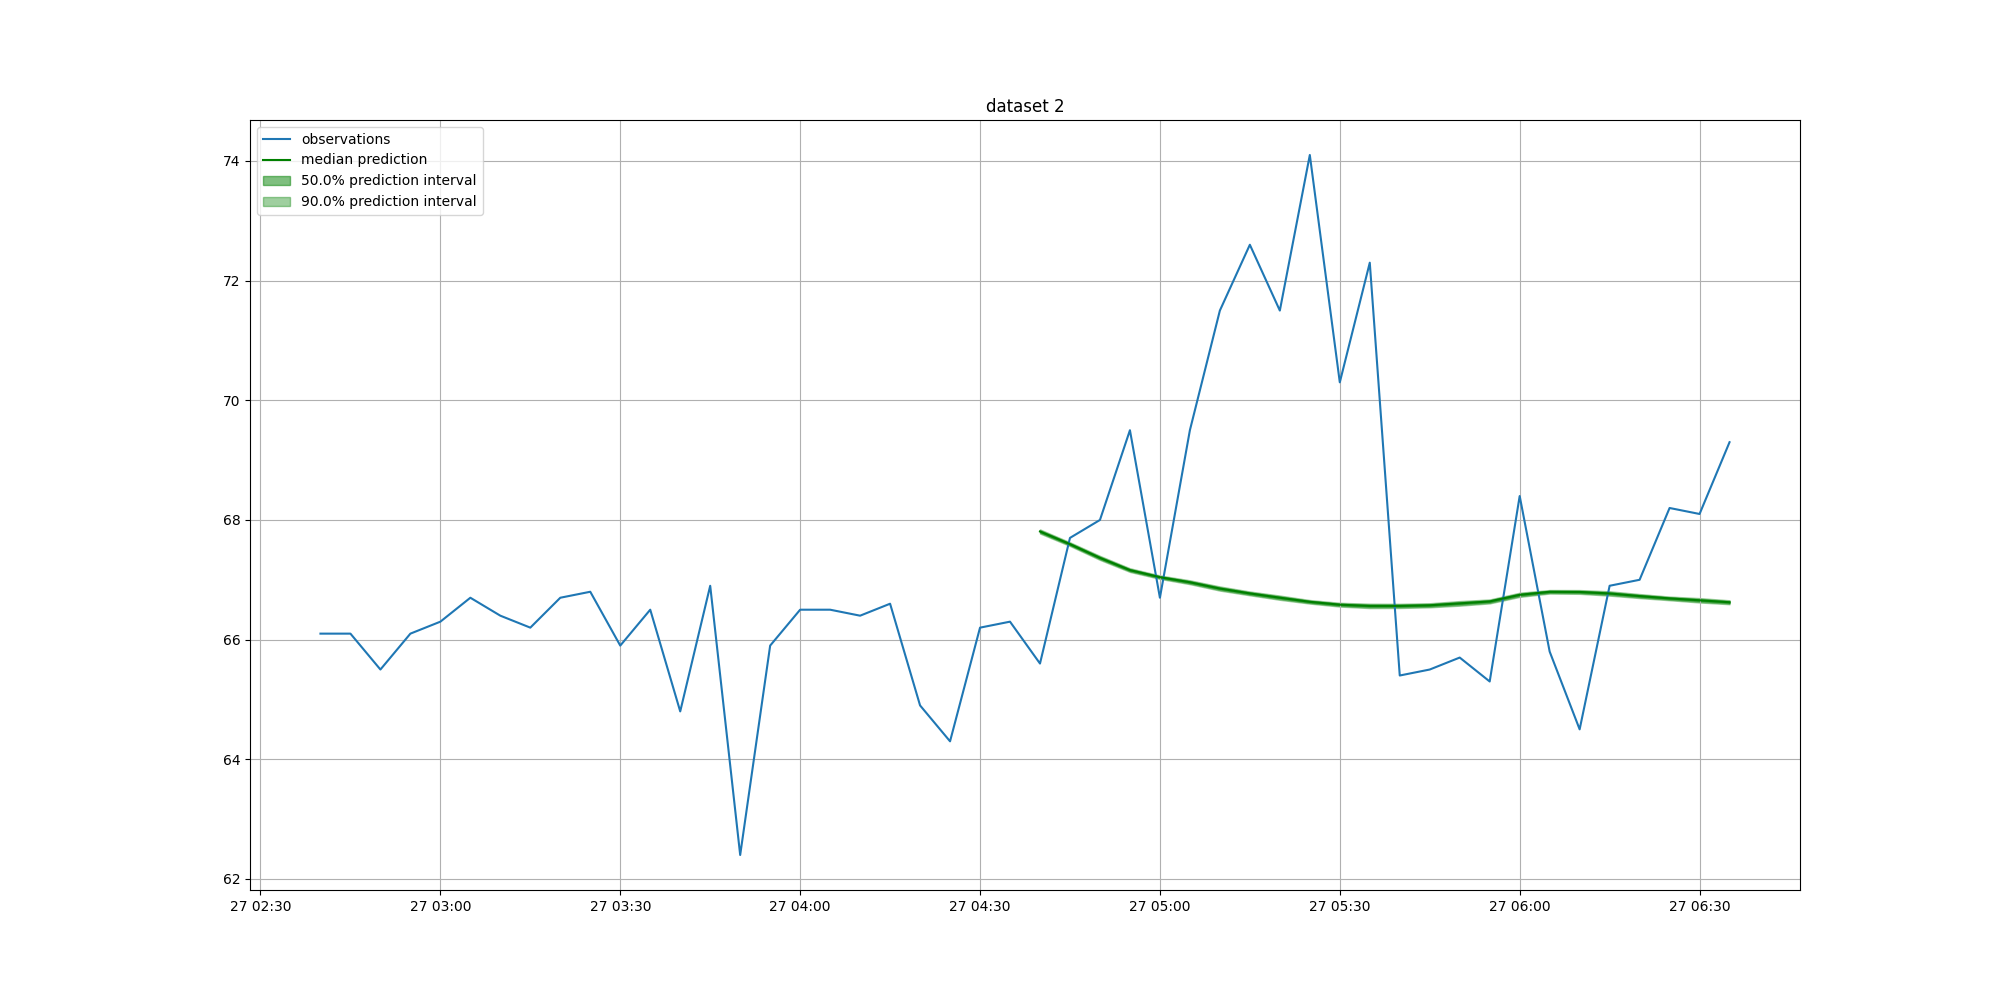 dataset 2
observations
median prediction
50.0% prediction interval
90.0% prediction interval
74
72
70
68
66
64
62
27 02:30 27 03:00 27 03:30 27 04:00 27 04:30 27 05:00 27 05:30 27 06:00 27 06:30